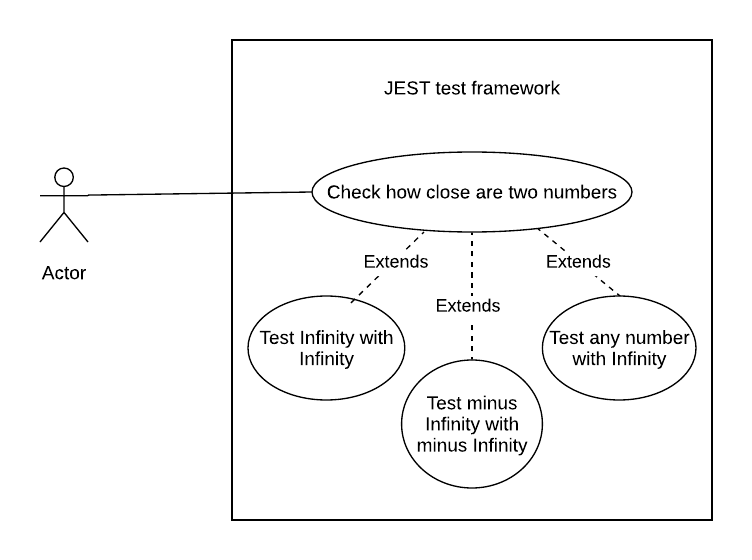 JEST test framework
Check how close are two numbers
Actor
Extends
Extends
Extends
Test Infinity with
Infinity
Test any number
with Infinity
Test minus
Infinity with
minus Infinity